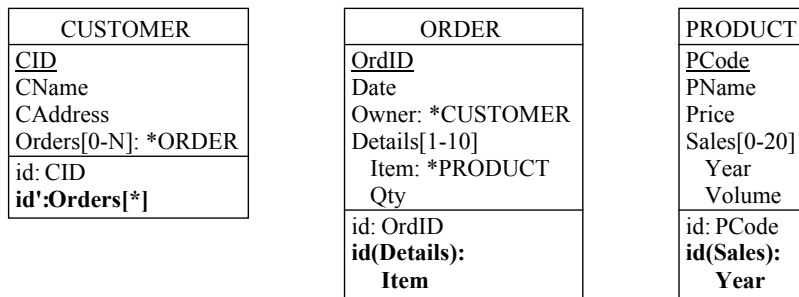 CUSTOMER
CID
CName
CAddress
Orders[0-N]: *ORDER
id: CID
id':Orders[*]
ORDER
OrdID
Date
Owner: *CUSTOMER
Details[1-10]
Item: *PRODUCT
Qty
id: OrdID
id(Details):
Item
PRODUCT
PCode
PName
Price
Sales[0-20]
Year
Volume
id: PCode
id(Sales):
Year